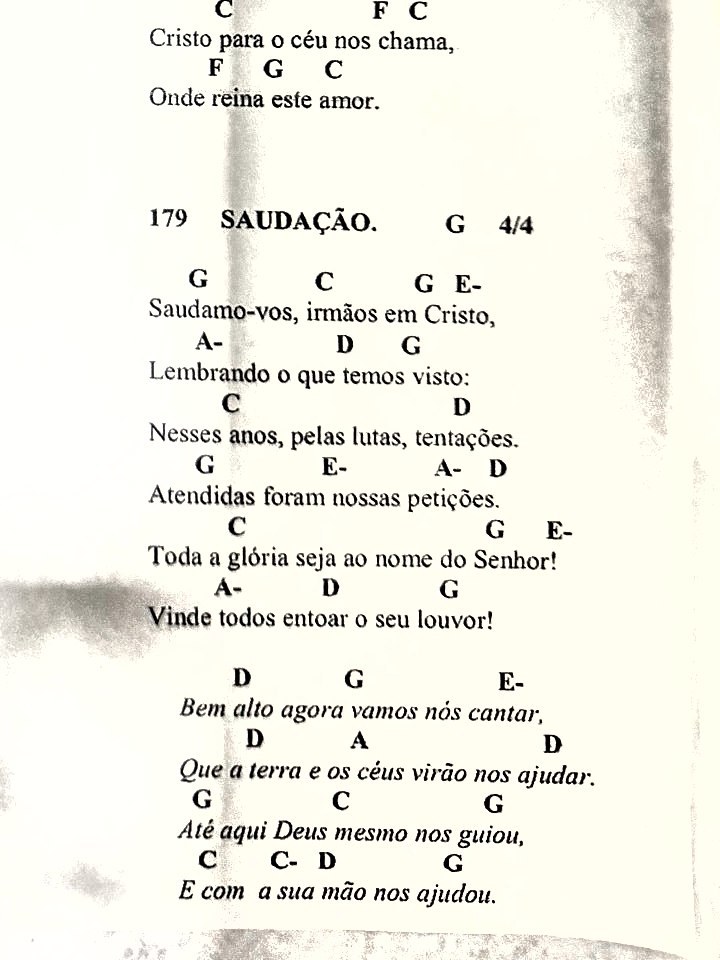 C F C
Cristo para o céu nos chama,
F G C
Onde reina este amor.
179 SAUDAÇÃO. G 4/4
G C G E-
Saudamo-vos, irmãos em Cristo,
A- D G
Lembrando o que temos visto:
C D
Nesses anos, pelas lutas, tentações.
G E- A- D
Atendidas foram nossas petições.
C G E-
Toda a glória seja ao nome do Senhor!
A- D G
Vinde todos entoar o seu louvor!
D G E-
Bem alto agora vamos nós cantar,
D A D
Que a terra e os céus virão nos ajudar.
G C G
Até aqui Deus mesmo nos guiou,
C C- D G
E com a sua mão nos ajudou.